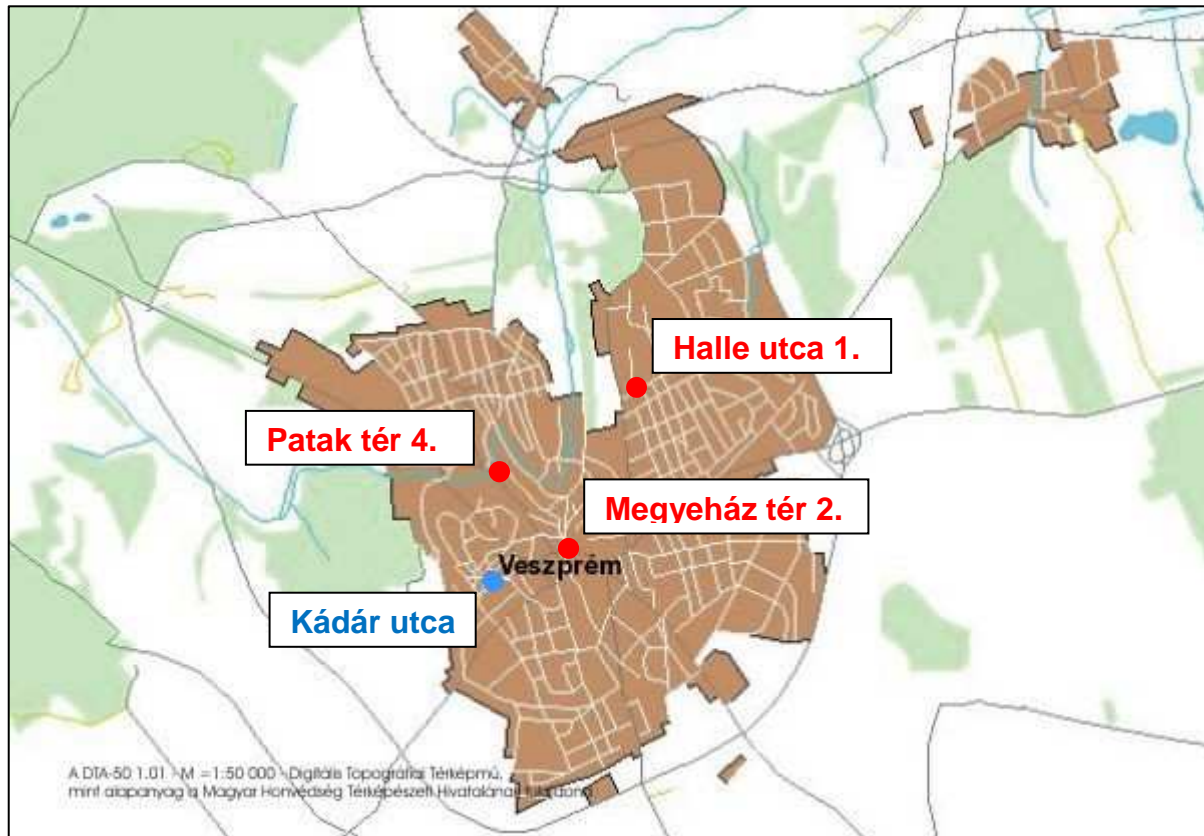 Halle utca 1.
Patak tér 4.
Megyeház tér 2.
Veszprém
Kádár utca
A DTA-50 1.01 - M =1:50 000 - Digitális Topográfiai Térképmű,
mint alapanyag a Magyar Honvédség Térképészeti Hivatalának